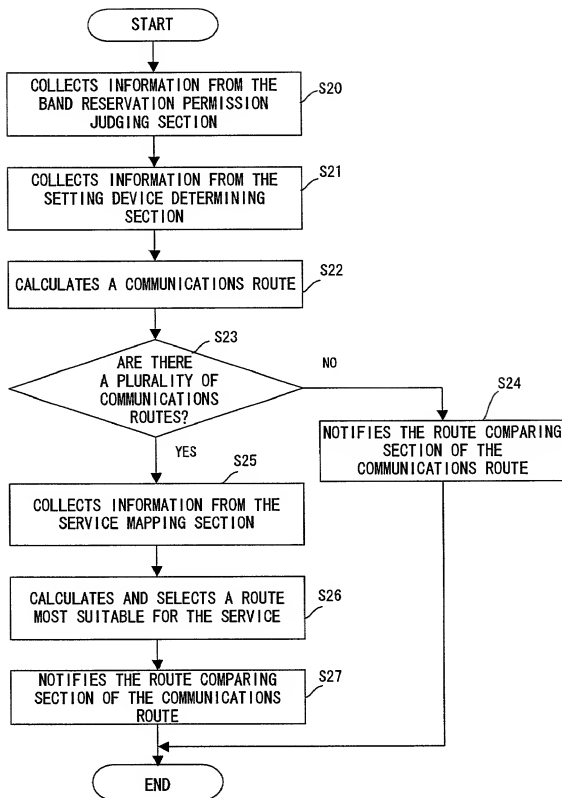 START
COLLECTS INFORMATION FROM THE
BAND RESERVATION PERMISSION
JUDGING SECTION
S20
COLLECTS INFORMATION FROM THE
SETTING DEVICE DETERMINING
SECTION
S21
CALCULATES A COMMUNICATIONS ROUTE
S22
S23
ARE THERE
A PLURALITY OF
COMMUNICATIONS
ROUTES?
NO
YES
S24
NOTIFIES THE ROUTE COMPARING
SECTION OF THE
COMMUNICATIONS ROUTE
S25
COLLECTS INFORMATION FROM THE
SERVICE MAPPING SECTION
CALCULATES AND SELECTS A ROUTE
MOST SUITABLE FOR THE SERVICE
S26
NOTIFIES THE ROUTE COMPARING
SECTION OF THE COMMUNICATIONS
ROUTE
S27
END